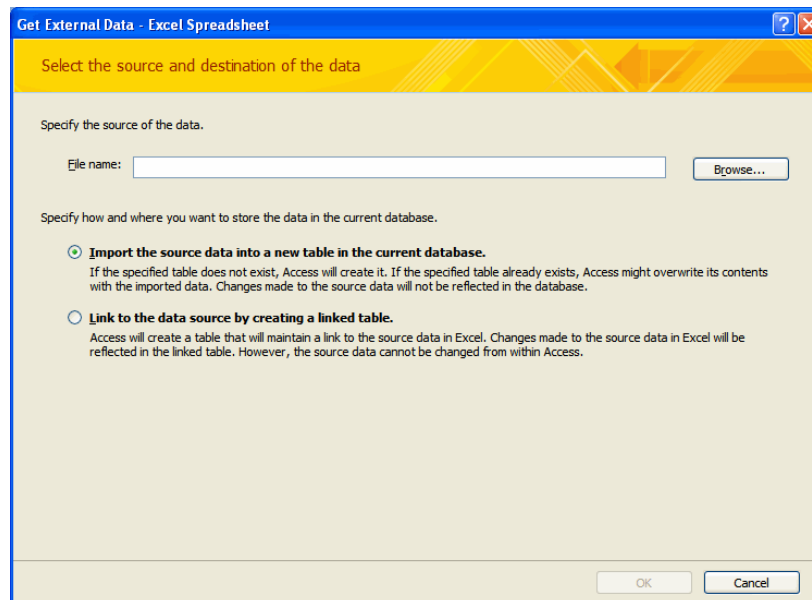 Get External Data - Excel Spreadsheet
Select the source and destination of the data
Specify the source of the data.
File name:
Browse...
Specify how and where you want to store the data in the current database.
Import the source data into a new table in the current database.
If the specified table does not exist, Access will create it. If the specified table already exists, Access might overwrite its contents
with the imported data. Changes made to the source data will not be reflected in the database.
Link to the data source by creating a linked table.
Access will create a table that will maintain a link to the source data in Excel. Changes made to the source data in Excel will be
reflected in the linked table. However, the source data cannot be changed from within Access.
OK
Cancel